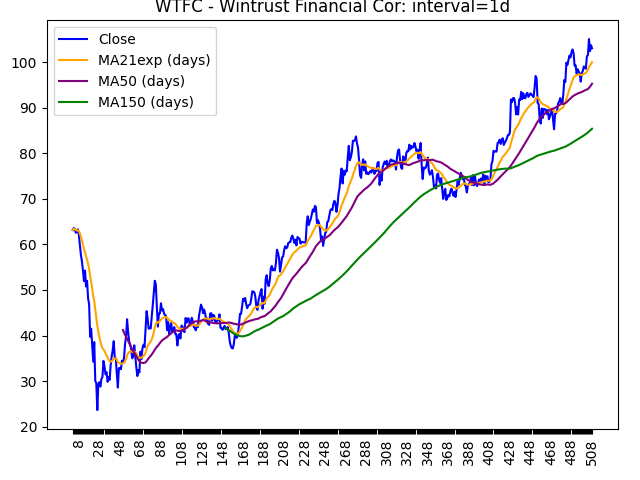 WTFC - Wintrust Financial Cor: interval=1d
Close
MA21exp (days)
MA50 (days)
MA150 (days)
100
90
80
70
60
50
40
30
20
8 28 48 68 88 108 128 148 168 188 208 228 248 268 288 308 328 348 368 388 408 428 448 468 488 508